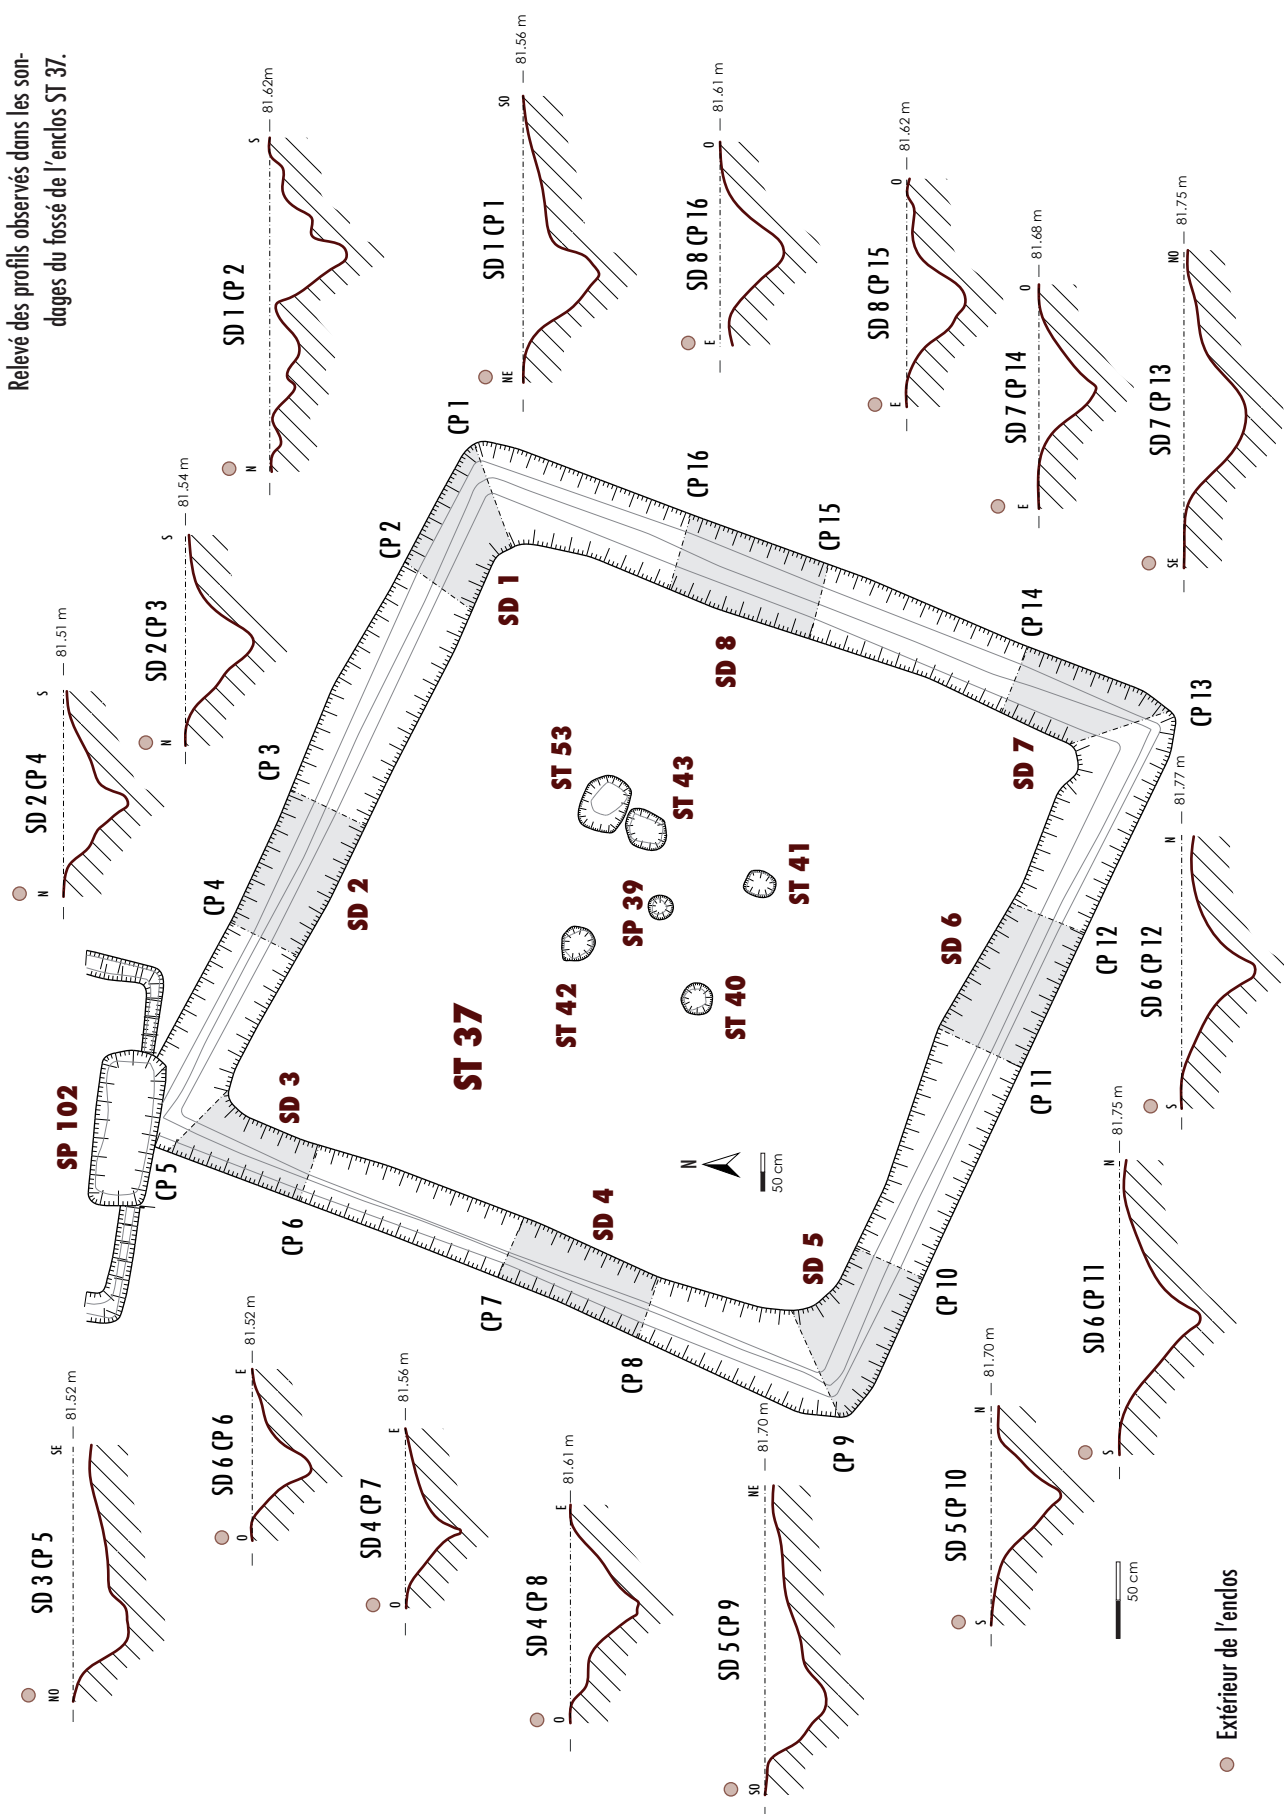 Relevé des profils observés dans les son-
dages du fossé de l'enclos ST 37.
SD 3 CP 5
NO
SE
81.52 m
SD 6 CP 6
O
E
81.52 m
SD 4 CP 7
O
E
81.56 m
SD 4 CP 8
O
E
81.61 m
SD 5 CP 9
SO
NE
81.70 m
SD 5 CP 10
S
N
81.70 m
SD 6 CP 11
S
N
81.75 m
SD 6 CP 12
S
N
81.77 m
SD 2 CP 4
N
S
81.51 m
SD 2 CP 3
N
S
81.54 m
SD 1 CP 2
N
S
81.62m
SD 1 CP 1
NE
SO
81.56 m
SD 8 CP 16
E
O
81.61 m
SD 8 CP 15
E
O
81.62 m
SD 7 CP 14
E
O
81.68 m
SD 7 CP 13
SE
NO
81.75 m
SP 102
CP 5
CP 6
CP 7
CP 8
CP 9
CP 10
CP 11
CP 12
CP 13
CP 14
CP 15
CP 16
CP 1
CP 2
CP 3
CP 4
SD 1
SD 2
SD 3
SD 4
SD 5
SD 6
SD 7
SD 8
ST 37
ST 42
ST 40
SP 39
ST 41
ST 43
ST 53
N
50 cm
50 cm
Extérieur de l'enclos